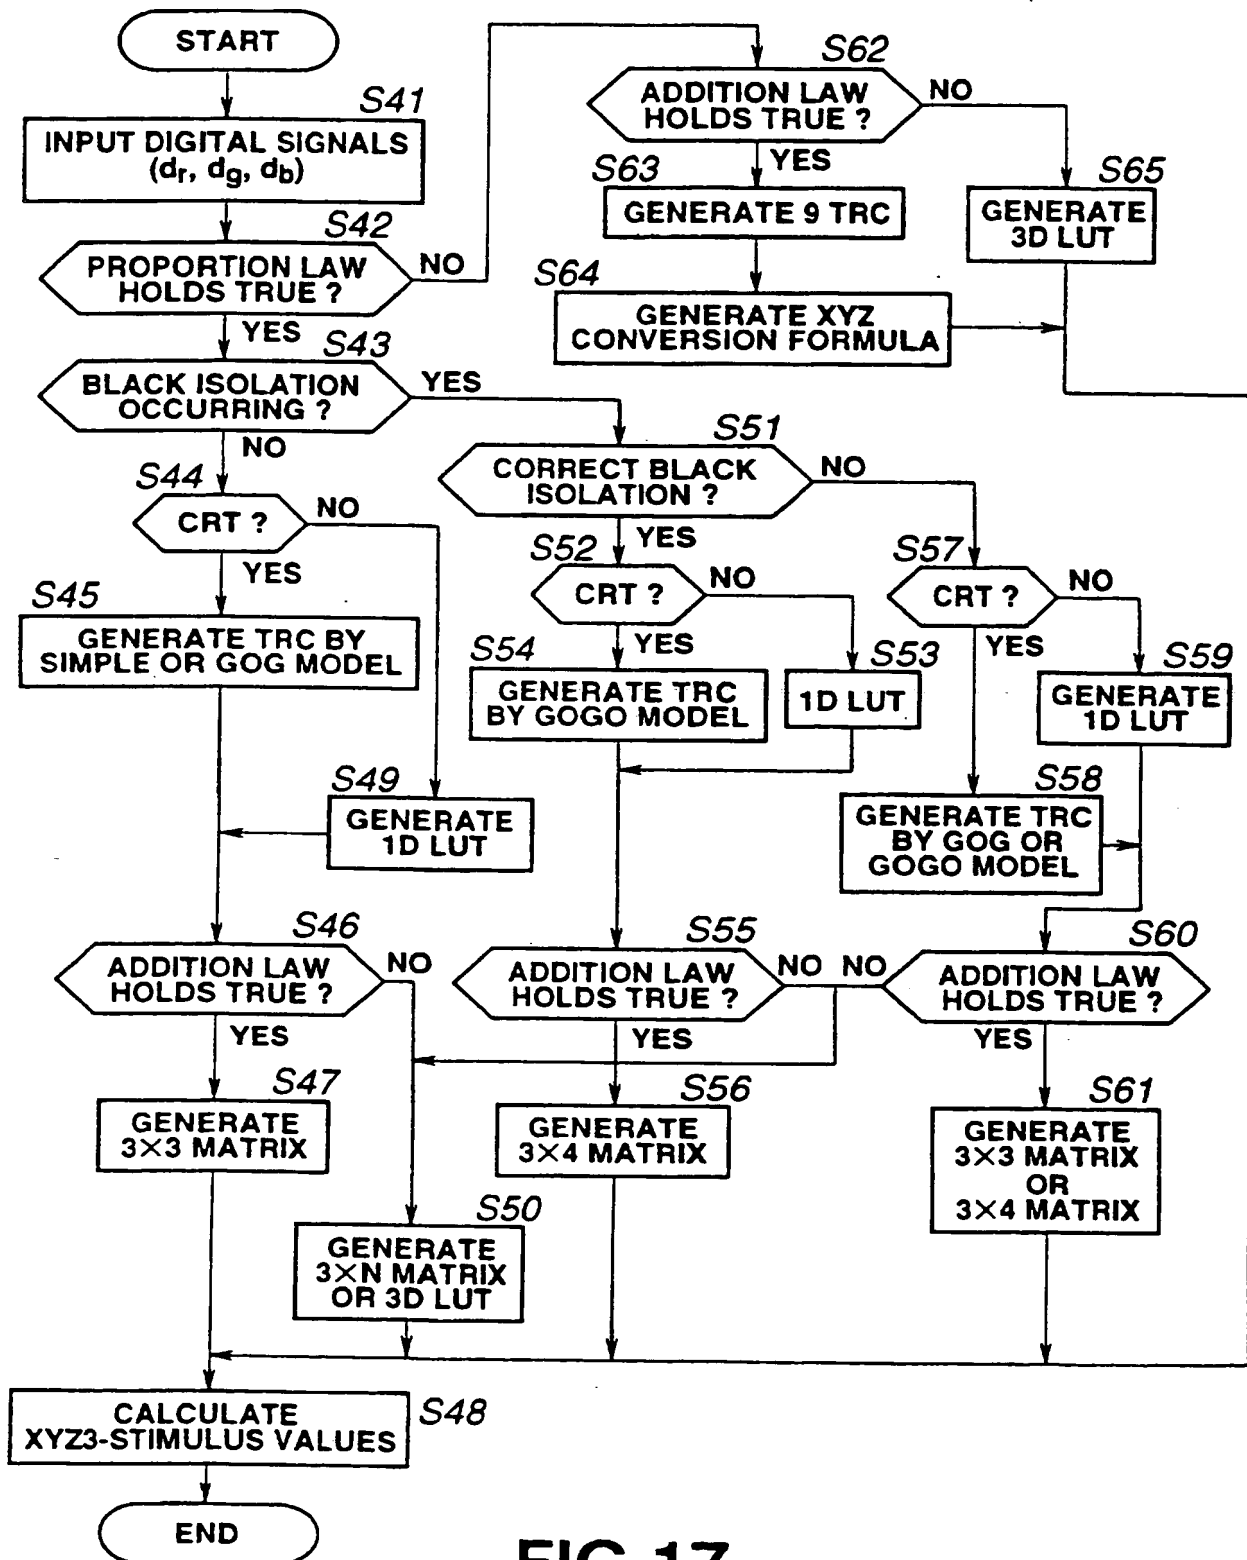 START
S41
INPUT DIGITAL SIGNALS
(dr, dg, db)
S42
PROPORTION LAW
HOLDS TRUE ?
NO
YES
S62
ADDITION LAW
HOLDS TRUE ?
NO
YES
S63
GENERATE 9 TRC
S65
GENERATE
3D LUT
S64
GENERATE XYZ
CONVERSION FORMULA
S43
BLACK ISOLATION
OCCURRING ?
YES
NO
S51
CORRECT BLACK
ISOLATION ?
NO
YES
S44
CRT ?
NO
YES
S52
CRT ?
NO
YES
S57
CRT ?
NO
YES
S45
GENERATE TRC BY
SIMPLE OR GOG MODEL
S54
GENERATE TRC
BY GOGO MODEL
S53
1D LUT
S59
GENERATE
1D LUT
S49
GENERATE
1D LUT
S58
GENERATE TRC
BY GOG OR
GOGO MODEL
S46
ADDITION LAW
HOLDS TRUE ?
NO
YES
S55
ADDITION LAW
HOLDS TRUE ?
NO
YES
S60
NO
ADDITION LAW
HOLDS TRUE ?
YES
S47
GENERATE
3×3 MATRIX
S56
GENERATE
3×4 MATRIX
S61
GENERATE
3×3 MATRIX
OR
3×4 MATRIX
S50
GENERATE
3×N MATRIX
OR 3D LUT
CALCULATE
XYZ3-STIMULUS VALUES
S48
END
FIG.17